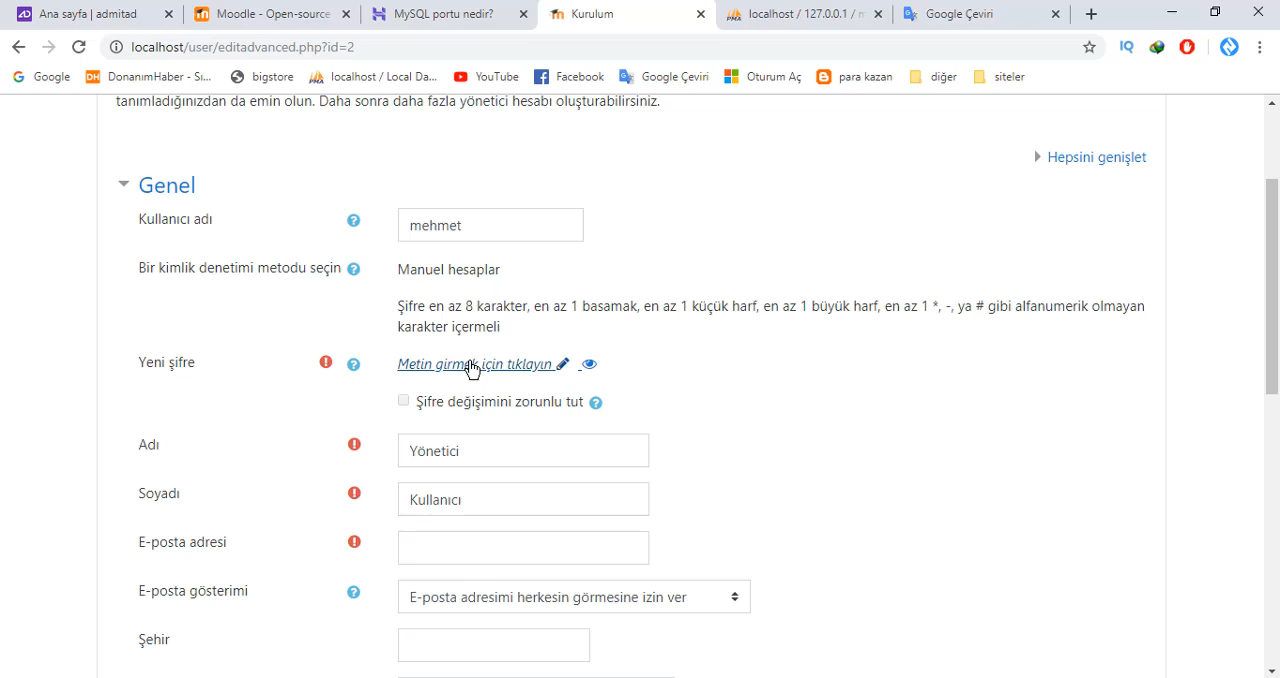 Ana sayfa | admitad
Moodle - Open-source
MySQL portu nedir?
Kurulum
localhost / 127.0.0.1 /
Google Çeviri
localhost/user/editadvanced.php?id=2
IQ
Google
DH DonanımHaber - Si...
bigstore
localhost / Local Da...
YouTube
Facebook
Google Çeviri
Oturum Aç
para kazan
diğer
siteler
tanımladığınızdan da emin olun. Daha sonra daha fazla yönetici hesabı oluşturabilirsiniz.
Hepsini genişlet
Genel
Kullanıcı adı
mehmet
Bir kimlik denetimi metodu seçin
Manuel hesaplar
Şifre en az 8 karakter, en az 1 basamak, en az 1 küçük harf, en az 1 büyük harf, en az 1 *, -, ya # gibi alfanumerik olmayan
karakter içermeli
Yeni şifre
Metin girmek için tıklayın
Şifre değişimini zorunlu tut
Adı
Yönetici
Soyadı
Kullanıcı
E-posta adresi
E-posta gösterimi
E-posta adresimi herkesin görmesine izin ver
Şehir